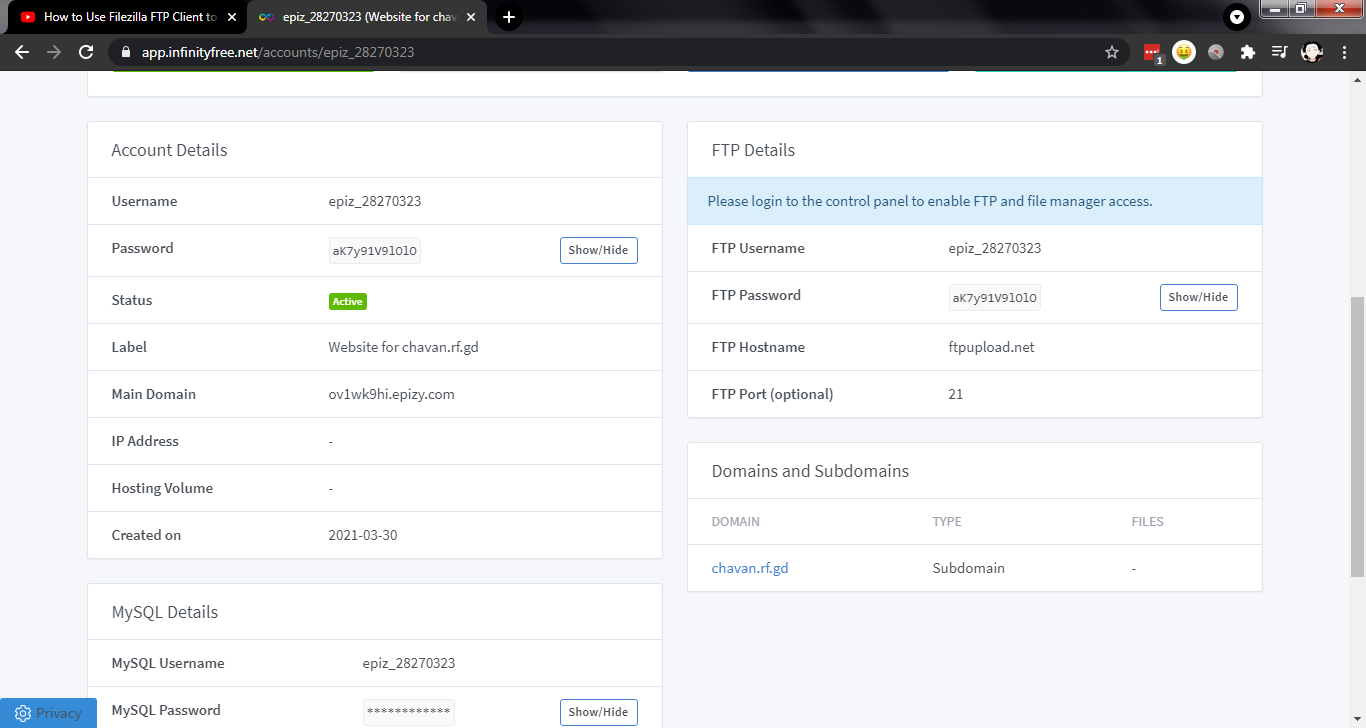 How to Use Filezilla FTP Client to
epiz_28270323 (Website for chav
app.infinityfree.net/accounts/epiz_28270323
1
Account Details
Username epiz_28270323
Password aK7y91V9lOlO Show/Hide
Status Active
Label Website for chavan.rf.gd
Main Domain ov1wk9hi.epizy.com
IP Address -
Hosting Volume -
Created on 2021-03-30
MySQL Details
MySQL Username epiz_28270323
MySQL Password ************ Show/Hide
Privacy
FTP Details
Please login to the control panel to enable FTP and file manager access.
FTP Username epiz_28270323
FTP Password aK7y91V9lOlO Show/Hide
FTP Hostname ftpupload.net
FTP Port (optional) 21
Domains and Subdomains
DOMAIN TYPE FILES
chavan.rf.gd Subdomain -